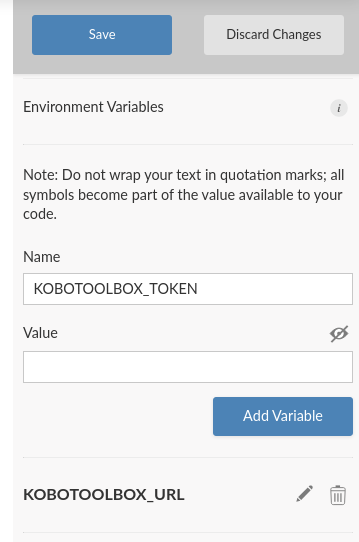 Save
Discard Changes
Environment Variables
i
Note: Do not wrap your text in quotation marks; all
symbols become part of the value available to your
code.
Name
KOBOTOOLBOX_TOKEN
Value
Add Variable
KOBOTOOLBOX_URL